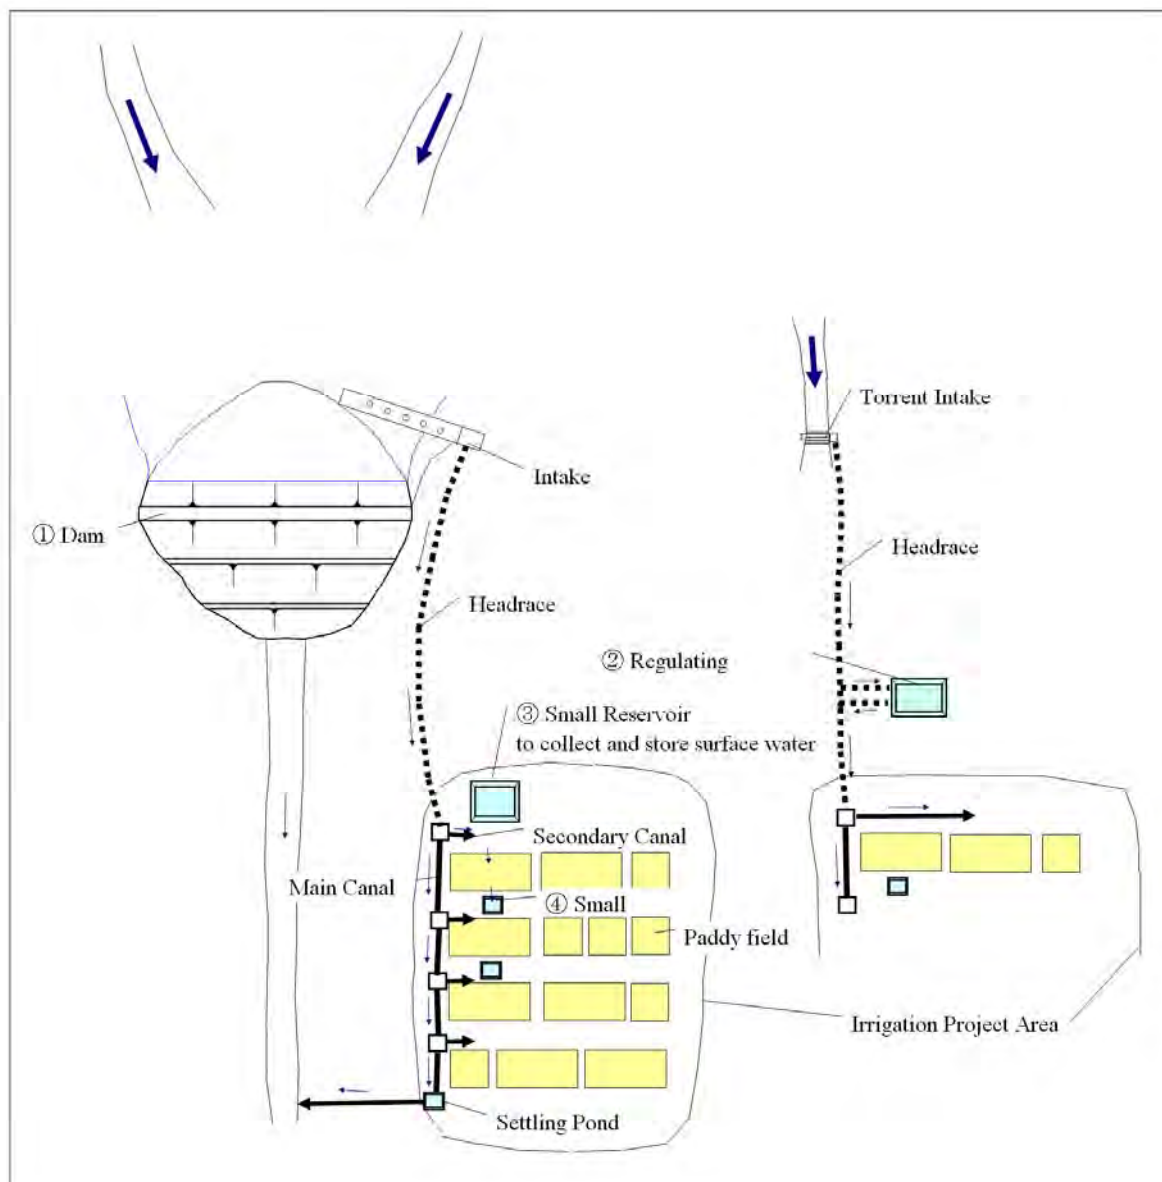 Torrent Intake
Intake
① Dam
Headrace
Headrace
② Regulating
③ Small Reservoir
to collect and store surface water
Secondary Canal
Main Canal
④ Small
Paddy field
Irrigation Project Area
Settling Pond